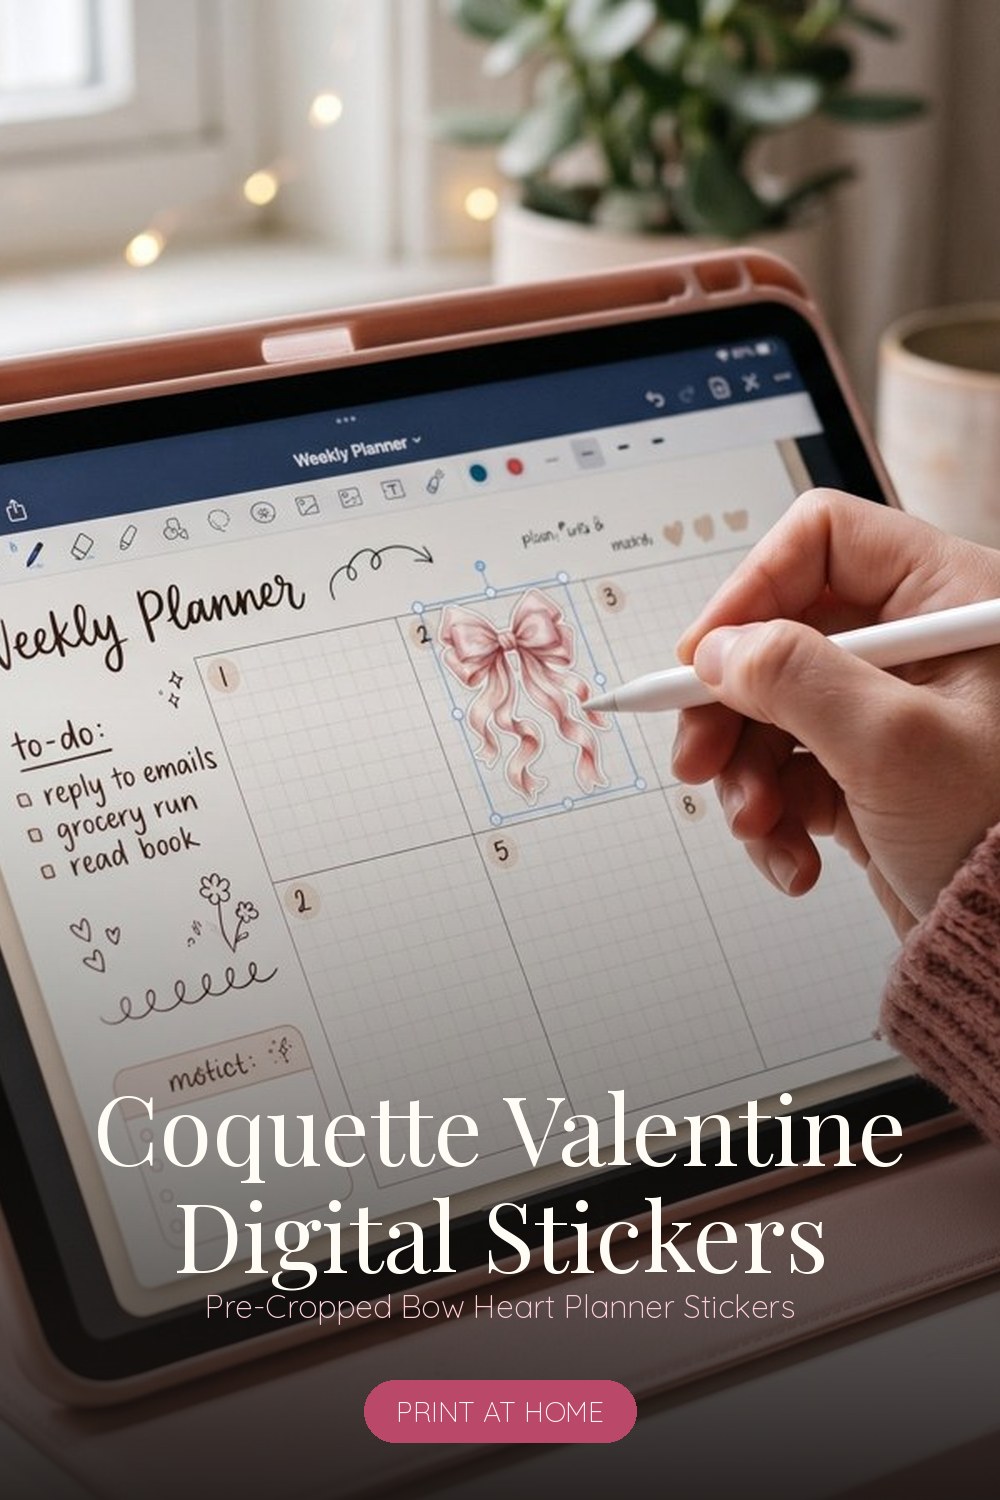 Weekly Planner
Weekly Planner
1
2
3
to-do:
reply to emails
grocery run
read book
2
5
8
motict:
Coquette Valentine
Digital Stickers
Pre-Cropped Bow Heart Planner Stickers
PRINT AT HOME